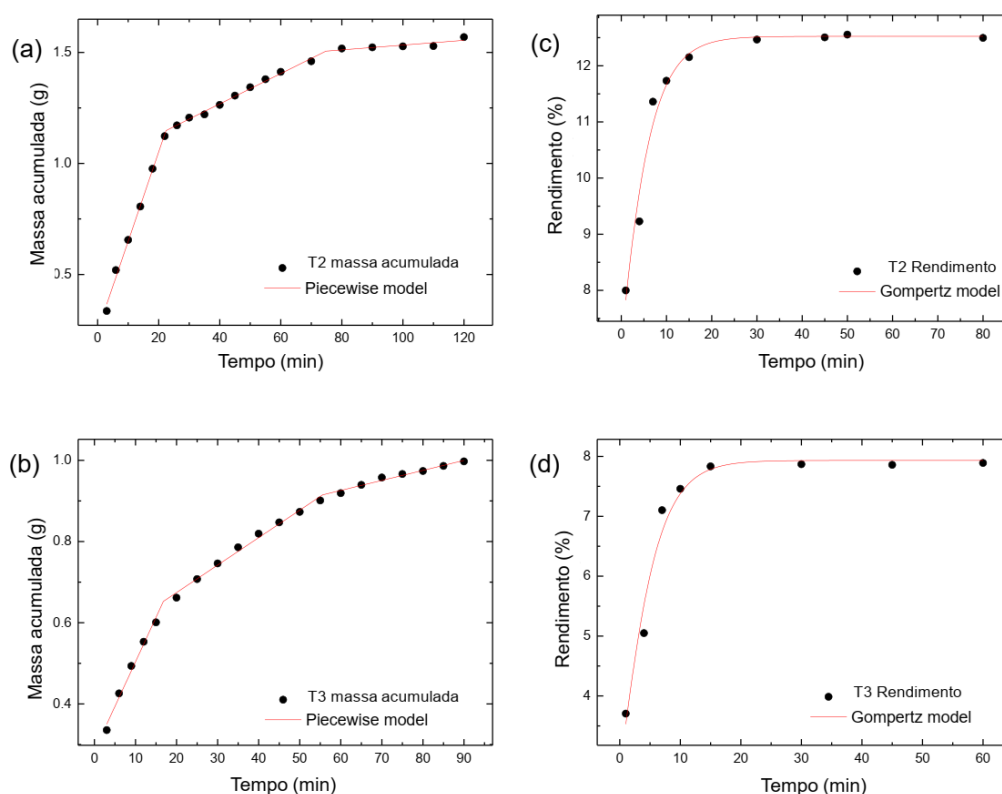 (a)
Massa acumulada (g)
1.5
1.0
0.5
T2 massa acumulada
Piecewise model
0 20 40 60 80 100 120
Tempo (min)
(c)
Rendimento (%)
12
11
10
9
8
T2 Rendimento
Gompertz model
0 10 20 30 40 50 60 70 80
Tempo (min)
(b)
Massa acumulada (g)
1.0
0.8
0.6
0.4
T3 massa acumulada
Piecewise model
0 10 20 30 40 50 60 70 80 90
Tempo (min)
(d)
Rendimento (%)
8
7
6
5
4
T3 Rendimento
Gompertz model
0 10 20 30 40 50 60
Tempo (min)